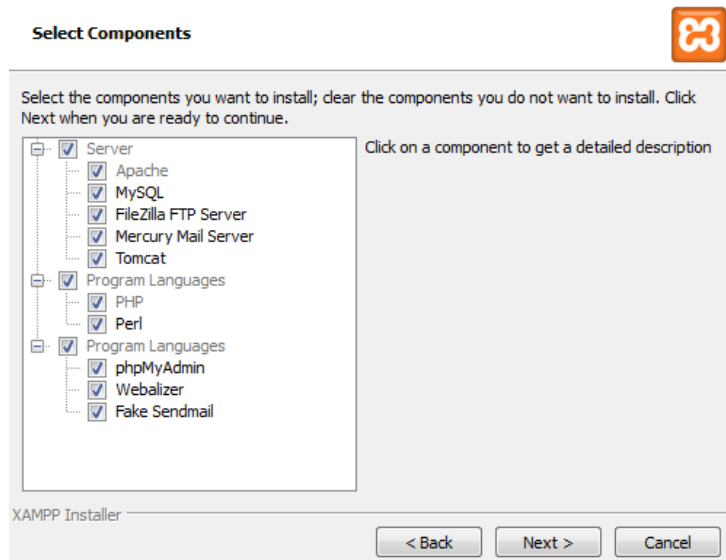 Select Components
Select the components you want to install; clear the components you do not want to install. Click
Next when you are ready to continue.
Click on a component to get a detailed description
Server
Apache
MySQL
FileZilla FTP Server
Mercury Mail Server
Tomcat
Program Languages
PHP
Perl
Program Languages
phpMyAdmin
Webalizer
Fake Sendmail
XAMPP Installer
< Back
Next >
Cancel